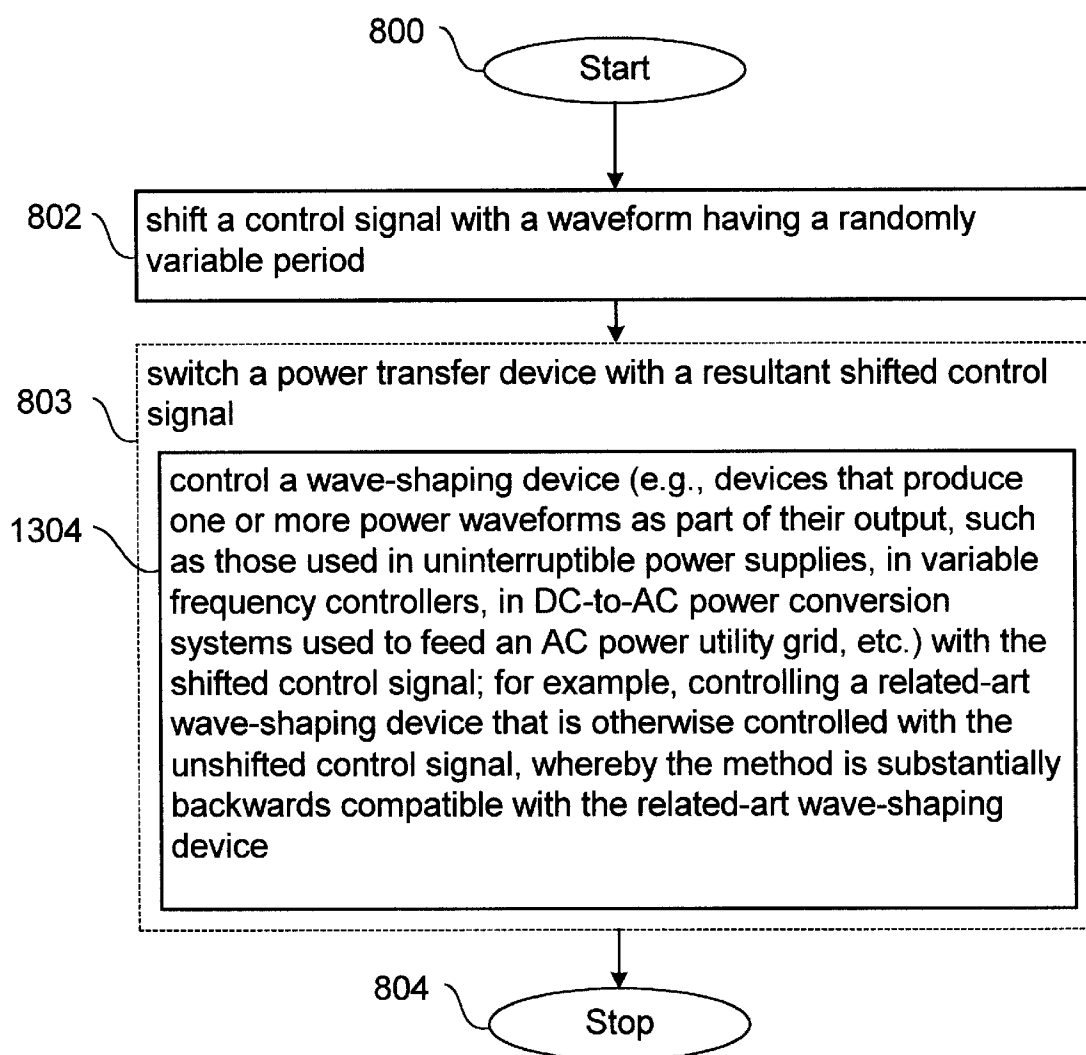 800
Start
802
shift a control signal with a waveform having a randomly
variable period
803
switch a power transfer device with a resultant shifted control
signal
1304
control a wave-shaping device (e.g., devices that produce
one or more power waveforms as part of their output, such
as those used in uninterruptible power supplies, in variable
frequency controllers, in DC-to-AC power conversion
systems used to feed an AC power utility grid, etc.) with the
shifted control signal; for example, controlling a related-art
wave-shaping device that is otherwise controlled with the
unshifted control signal, whereby the method is substantially
backwards compatible with the related-art wave-shaping
device
804
Stop